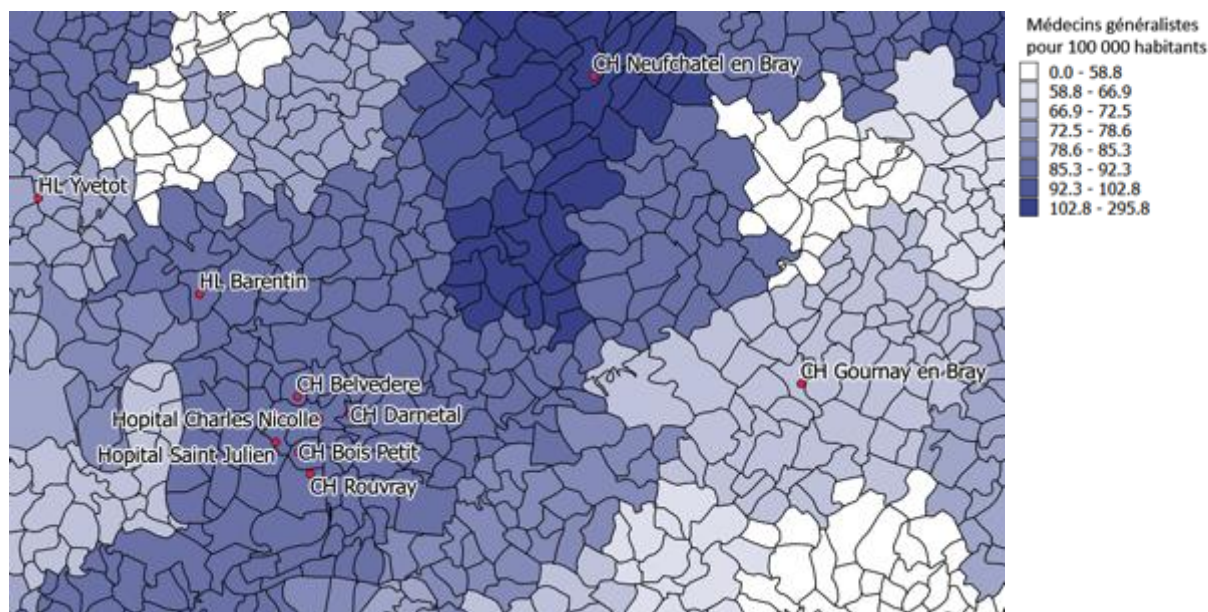 Médecins généralistes
pour 100 000 habitants
0.0 - 58.8
58.8 - 66.9
66.9 - 72.5
72.5 - 78.6
78.6 - 85.3
85.3 - 92.3
92.3 - 102.8
102.8 - 295.8
CH Neufchatel en Bray
HL Yvetot
HL Barentin
CH Gournay en Bray
CH Belvedere
Hopital Charles Nicolle
CH Darnetal
Hopital Saint Julien
CH Bois Petit
CH Rouvray